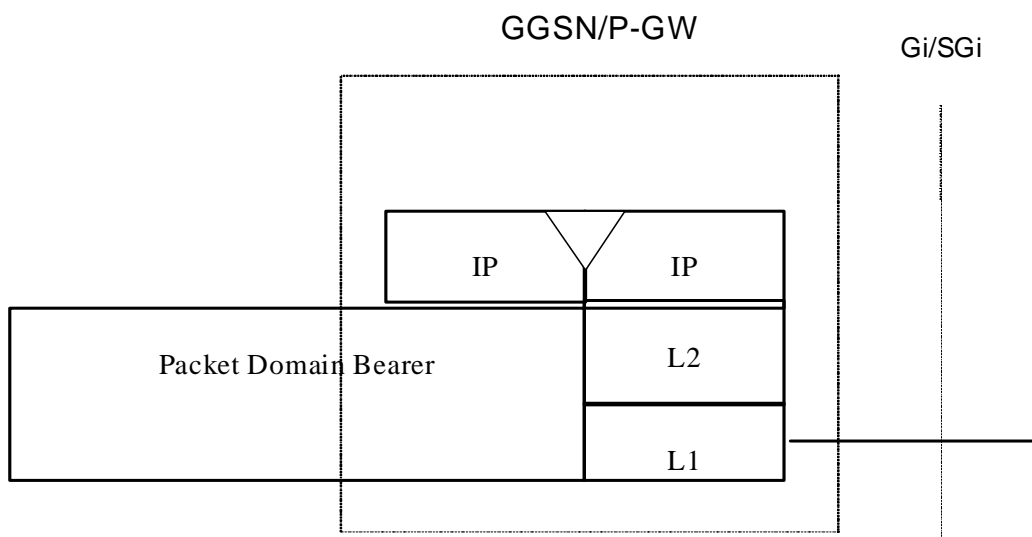 GGSN/P-GW
Gi/SGi
IP
IP
Packet Domain Bearer
L2
L1